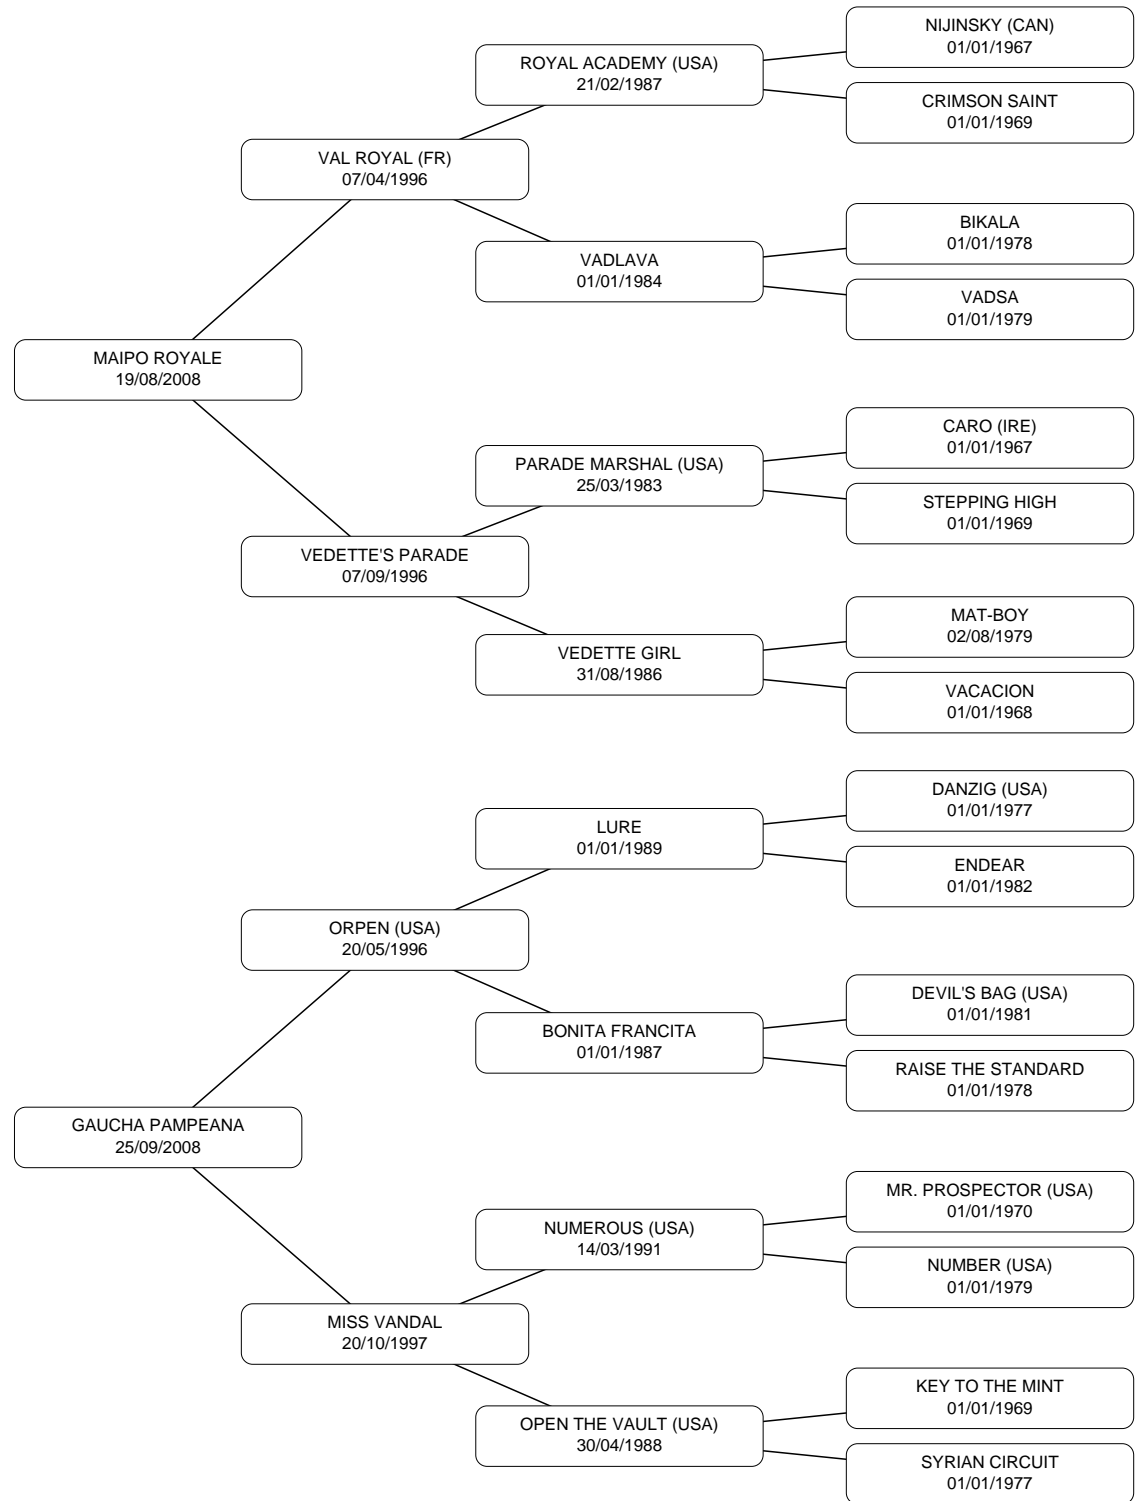 NIJINSKY (CAN)
01/01/1967
ROYAL ACADEMY (USA)
21/02/1987
CRIMSON SAINT
01/01/1969
VAL ROYAL (FR)
07/04/1996
BIKALA
01/01/1978
VADLAVA
01/01/1984
VADSA
01/01/1979
MAIPO ROYALE
19/08/2008
CARO (IRE)
01/01/1967
PARADE MARSHAL (USA)
25/03/1983
STEPPING HIGH
01/01/1969
VEDETTE'S PARADE
07/09/1996
MAT-BOY
02/08/1979
VEDETTE GIRL
31/08/1986
VACACION
01/01/1968
DANZIG (USA)
01/01/1977
LURE
01/01/1989
ENDEAR
01/01/1982
ORPEN (USA)
20/05/1996
DEVIL'S BAG (USA)
01/01/1981
BONITA FRANCITA
01/01/1987
RAISE THE STANDARD
01/01/1978
GAUCHA PAMPEANA
25/09/2008
MR. PROSPECTOR (USA)
01/01/1970
NUMEROUS (USA)
14/03/1991
NUMBER (USA)
01/01/1979
MISS VANDAL
20/10/1997
KEY TO THE MINT
01/01/1969
OPEN THE VAULT (USA)
30/04/1988
SYRIAN CIRCUIT
01/01/1977